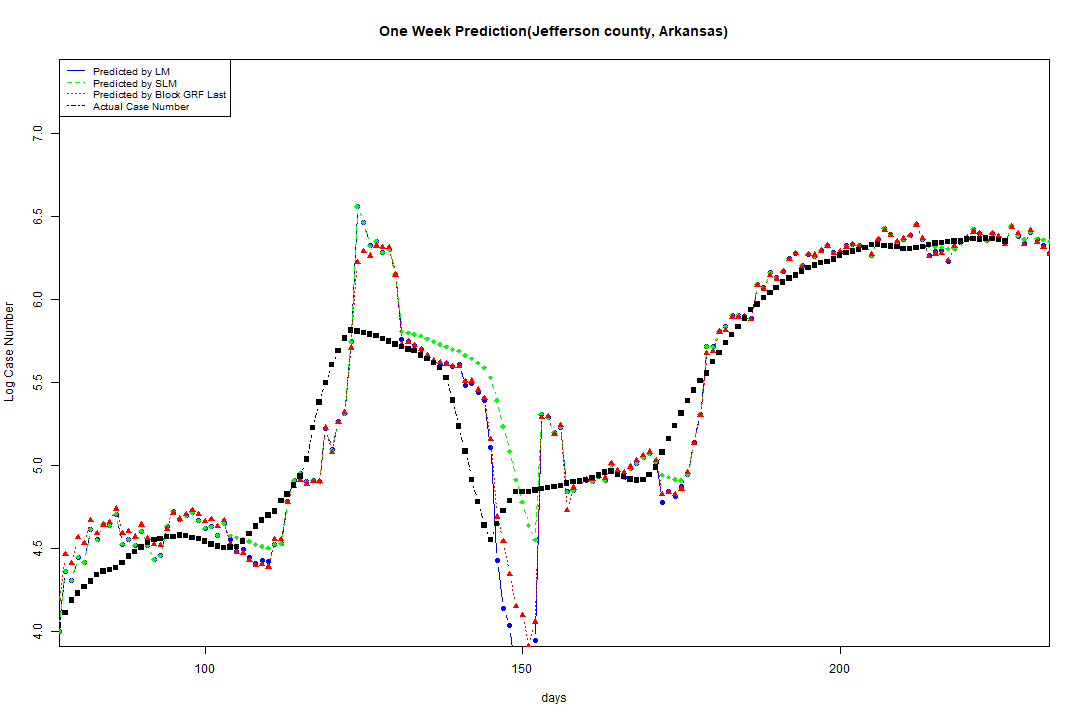 One Week Prediction(Jefferson county, Arkansas)
Predicted by LM
Predicted by SLM
Predicted by Block GRF Last
Actual Case Number
7.0
6.5
6.0
5.5
5.0
4.5
4.0
Log Case Number
100 150 200
days